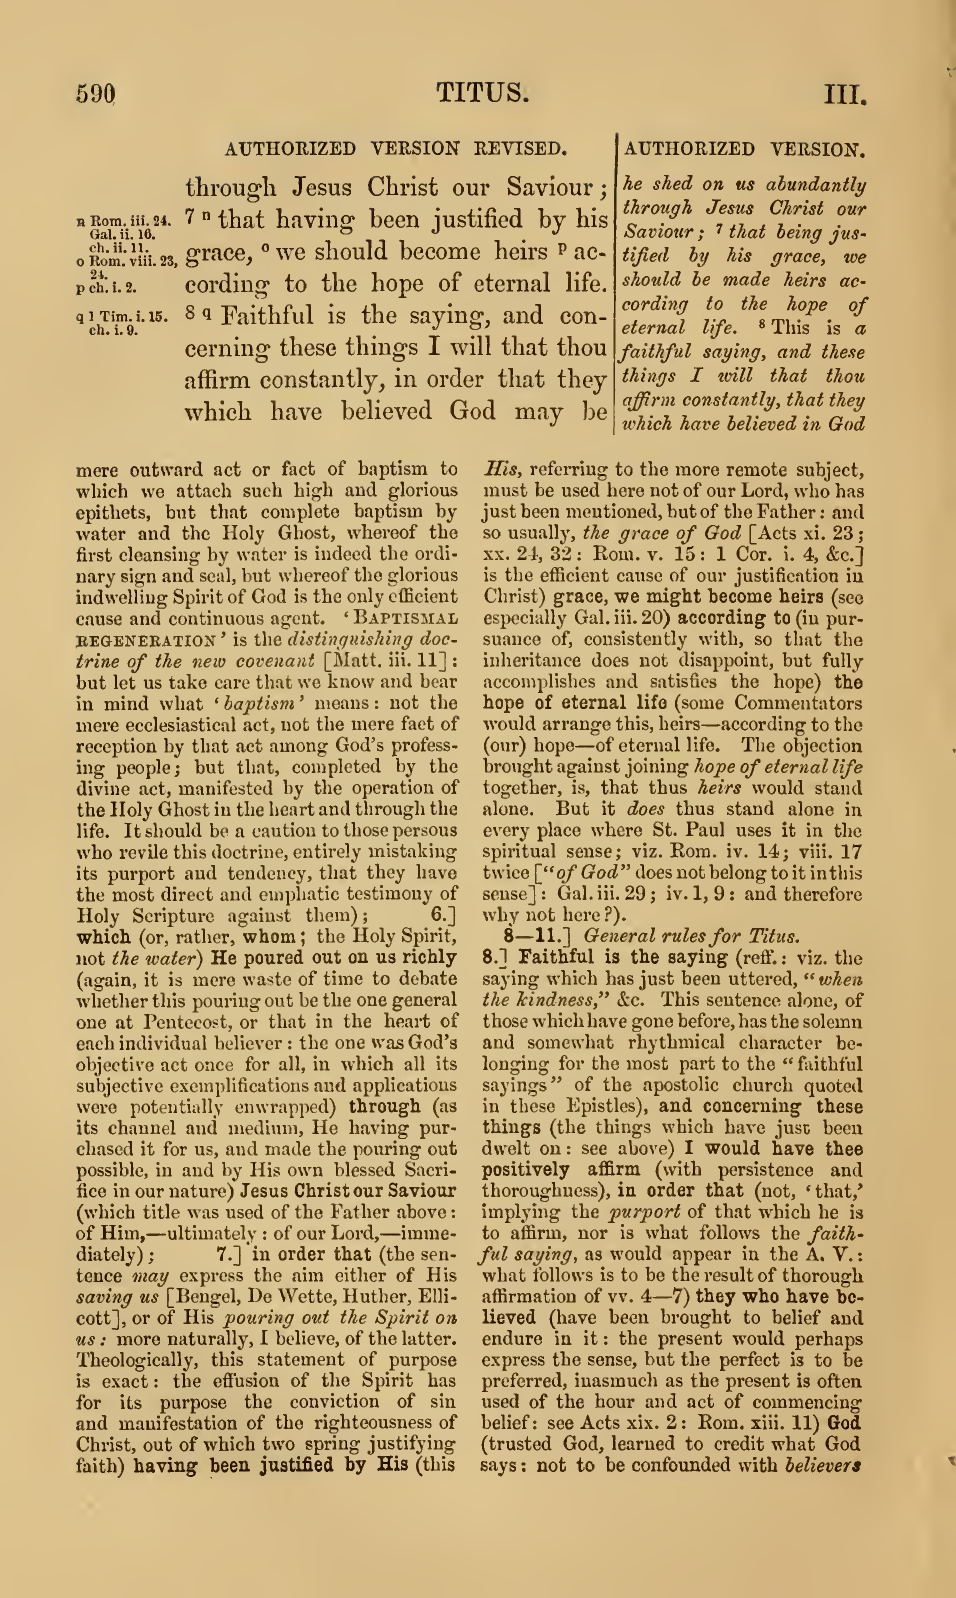 590 TITUS. III.
AUTHORIZED VERSION REVISED.
n Rom. iii. 24.
Gal. ii. 16.
ch. ii. 11.
o Rom. viii. 23,
24.
p ch. i. 2.
q 1 Tim. i. 15.
ch. i. 9.
through Jesus Christ our Saviour;
7 n that having been justified by his
grace, o we should become heirs p ac-
cording to the hope of eternal life.
8 q Faithful is the saying, and con-
cerning these things I will that thou
affirm constantly, in order that they
which have believed God may be
AUTHORIZED VERSION.
he shed on us abundantly
through Jesus Christ our
Saviour; 7 that being jus-
tified by his grace, we
should be made heirs ac-
cording to the hope of
eternal life. 8 This is a
faithful saying, and these
things I will that thou
affirm constantly, that they
which have believed in God
mere outward act or fact of baptism to
which we attach such high and glorious
epithets, but that complete baptism by
water and the Holy Ghost, whereof the
first cleansing by water is indeed the ordi-
nary sign and seal, but whereof the glorious
indwelling Spirit of God is the only efficient
cause and continuous agent. ‘BAPTISMAL
REGENERATION’ is the distinguishing doc-
trine of the new covenant [Matt. iii. 11]:
but let us take care that we know and bear
in mind what ‘baptism’ means: not the
mere ecclesiastical act, not the mere fact of
reception by that act among God’s profess-
ing people; but that, completed by the
divine act, manifested by the operation of
the Holy Ghost in the heart and through the
life. It should be a caution to those persons
who revile this doctrine, entirely mistaking
its purport and tendency, that they have
the most direct and emphatic testimony of
Holy Scripture against them); 6.]
which (or, rather, whom; the Holy Spirit,
not the water) He poured out on us richly
(again, it is mere waste of time to debate
whether this pouring out be the one general
one at Pentecost, or that in the heart of
each individual believer: the one was God’s
objective act once for all, in which all its
subjective exemplifications and applications
were potentially enwrapped) through (as
its channel and medium, He having pur-
chased it for us, and made the pouring out
possible, in and by His own blessed Sacri-
fice in our nature) Jesus Christ our Saviour
(which title was used of the Father above:
of Him,—ultimately: of our Lord,—imme-
diately); 7.] in order that (the sen-
tence may express the aim either of His
saving us [Bengel, De Wette, Huther, Elli-
cott], or of His pouring out the Spirit on
us: more naturally, I believe, of the latter.
Theologically, this statement of purpose
is exact: the effusion of the Spirit has
for its purpose the conviction of sin
and manifestation of the righteousness of
Christ, out of which two spring justifying
faith) having been justified by His (this
His, referring to the more remote subject,
must be used here not of our Lord, who has
just been mentioned, but of the Father: and
so usually, the grace of God [Acts xi. 23;
xx. 24, 32: Rom. v. 15: 1 Cor. i. 4, &c.]
is the efficient cause of our justification in
Christ) grace, we might become heirs (see
especially Gal. iii. 20) according to (in pur-
suance of, consistently with, so that the
inheritance does not disappoint, but fully
accomplishes and satisfies the hope) the
hope of eternal life (some Commentators
would arrange this, heirs—according to the
(our) hope—of eternal life. The objection
brought against joining hope of eternal life
together, is, that thus heirs would stand
alone. But it does thus stand alone in
every place where St. Paul uses it in the
spiritual sense; viz. Rom. iv. 14; viii. 17
twice [“of God” does not belong to it in this
sense]: Gal. iii. 29; iv. 1, 9: and therefore
why not here?).
8—11.] General rules for Titus.
8.] Faithful is the saying (reff.: viz. the
saying which has just been uttered, “when
the kindness,” &c. This sentence alone, of
those which have gone before, has the solemn
and somewhat rhythmical character be-
longing for the most part to the “faithful
sayings” of the apostolic church quoted
in these Epistles), and concerning these
things (the things which have just been
dwelt on: see above) I would have thee
positively affirm (with persistence and
thoroughness), in order that (not, ‘that,’
implying the purport of that which he is
to affirm, nor is what follows the faith-
ful saying, as would appear in the A. V.:
what follows is to be the result of thorough
affirmation of vv. 4—7) they who have be-
lieved (have been brought to belief and
endure in it: the present would perhaps
express the sense, but the perfect is to be
preferred, inasmuch as the present is often
used of the hour and act of commencing
belief: see Acts xix. 2: Rom. xiii. 11) God
(trusted God, learned to credit what God
says: not to be confounded with believers